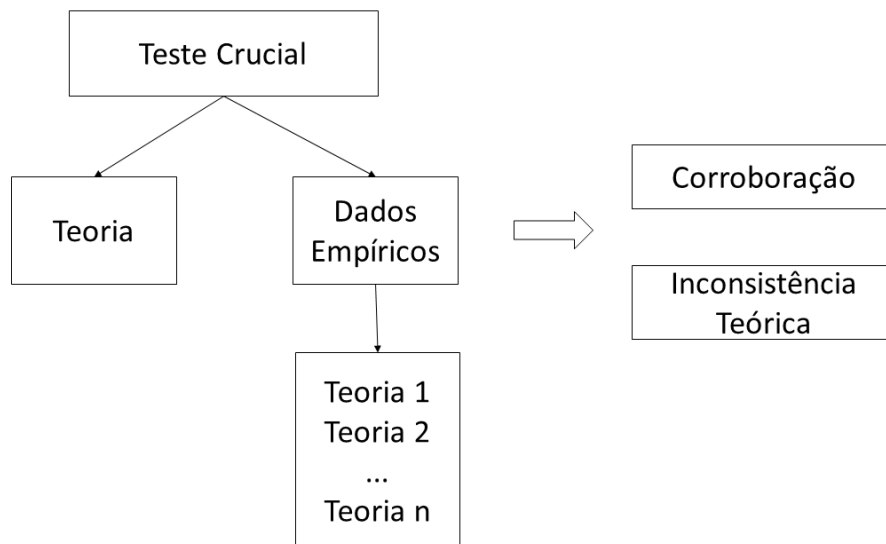 Teste Crucial
Teoria
Dados
Empíricos
Teoria 1
Teoria 2
...
Teoria n
Corroboração
Inconsistência
Teórica